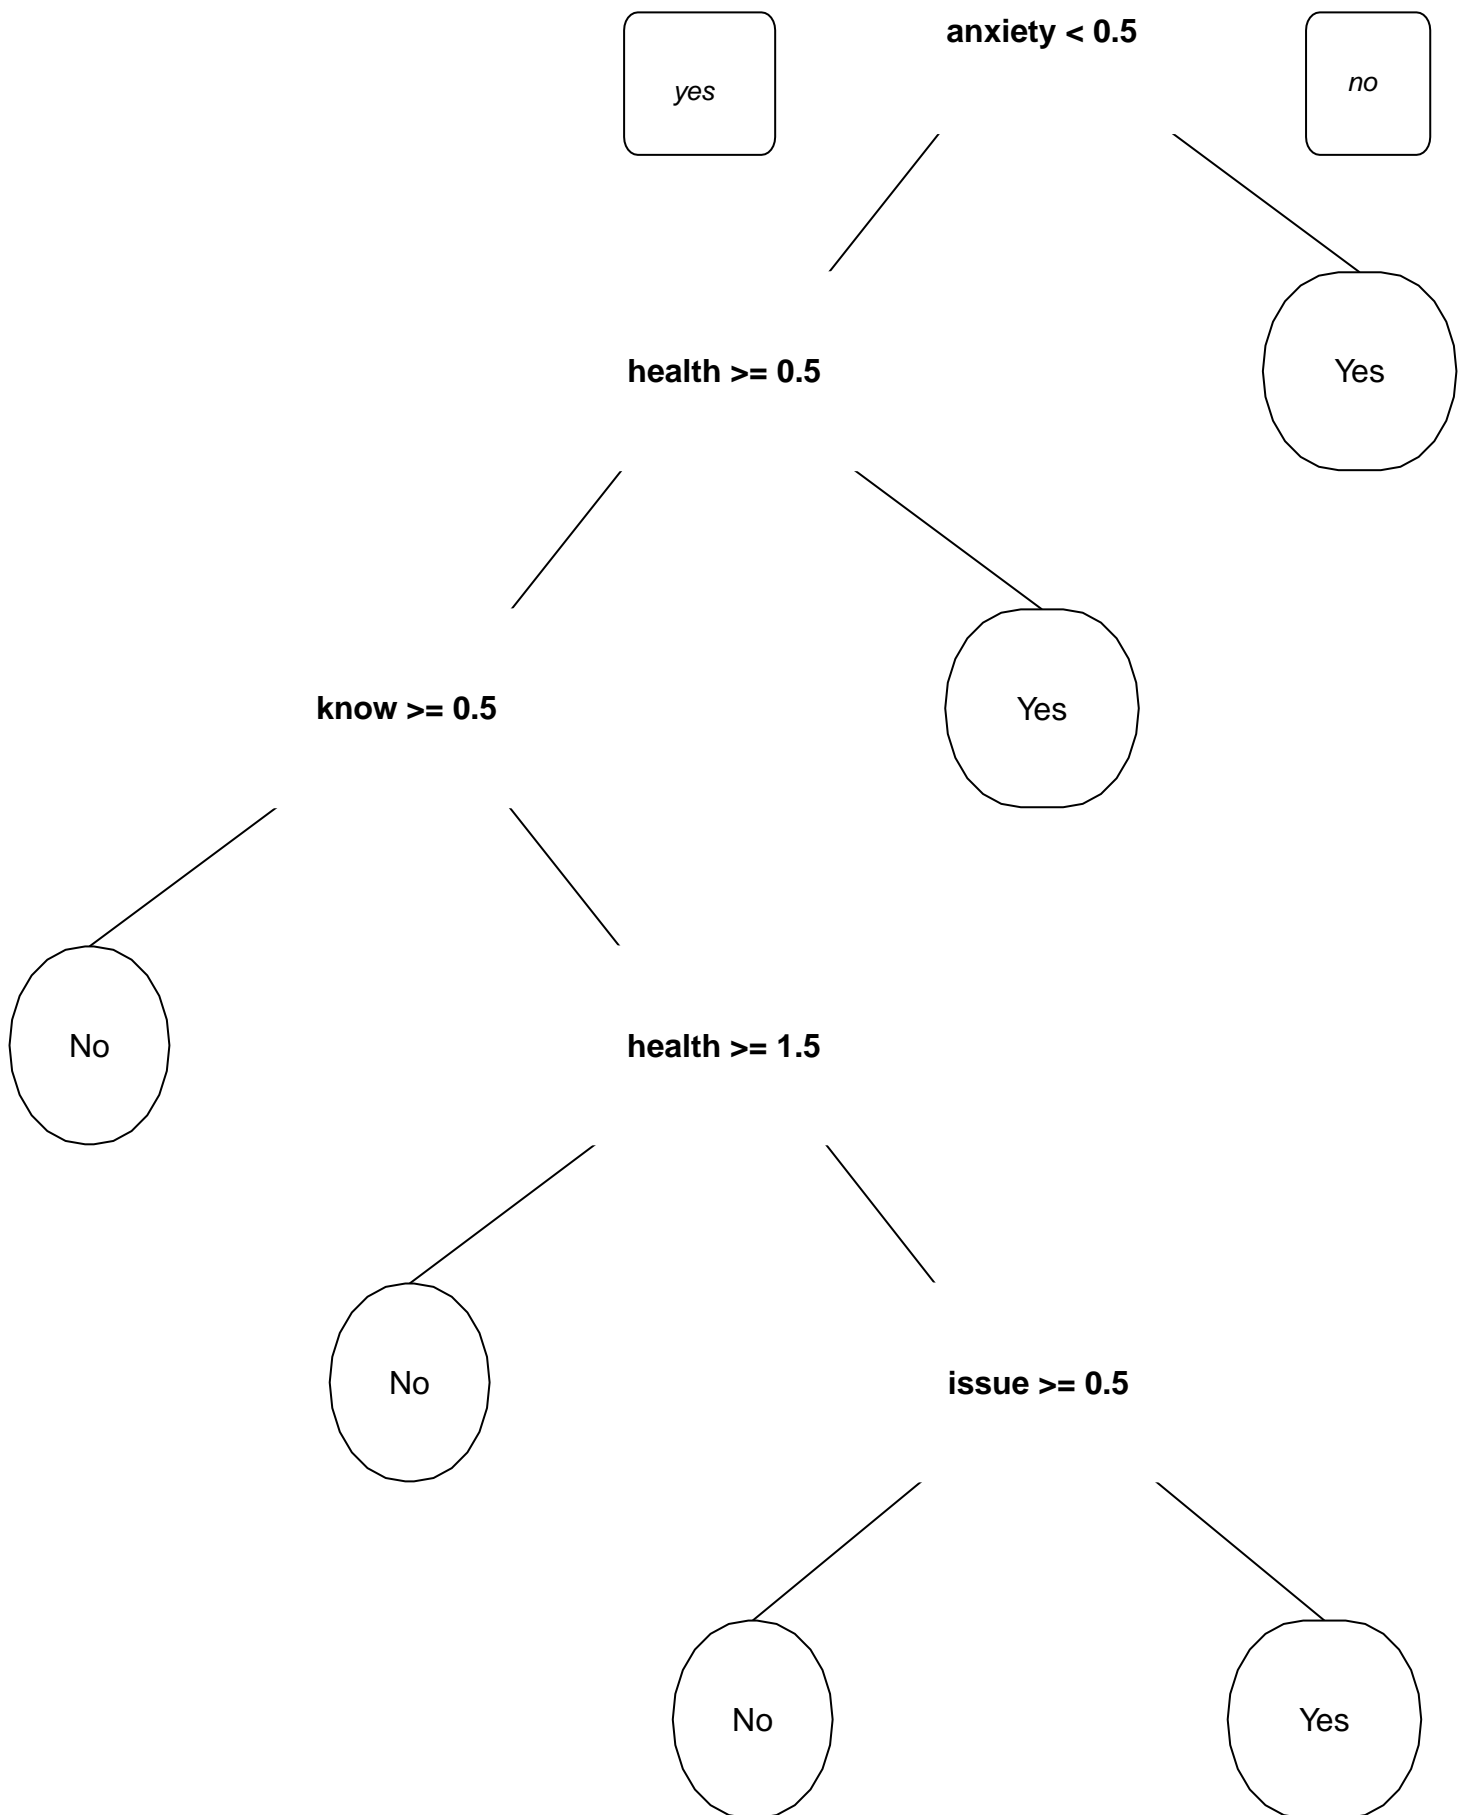 yes
anxiety < 0.5
no
health >= 0.5
Yes
know >= 0.5
Yes
No
health >= 1.5
No
issue >= 0.5
No
Yes